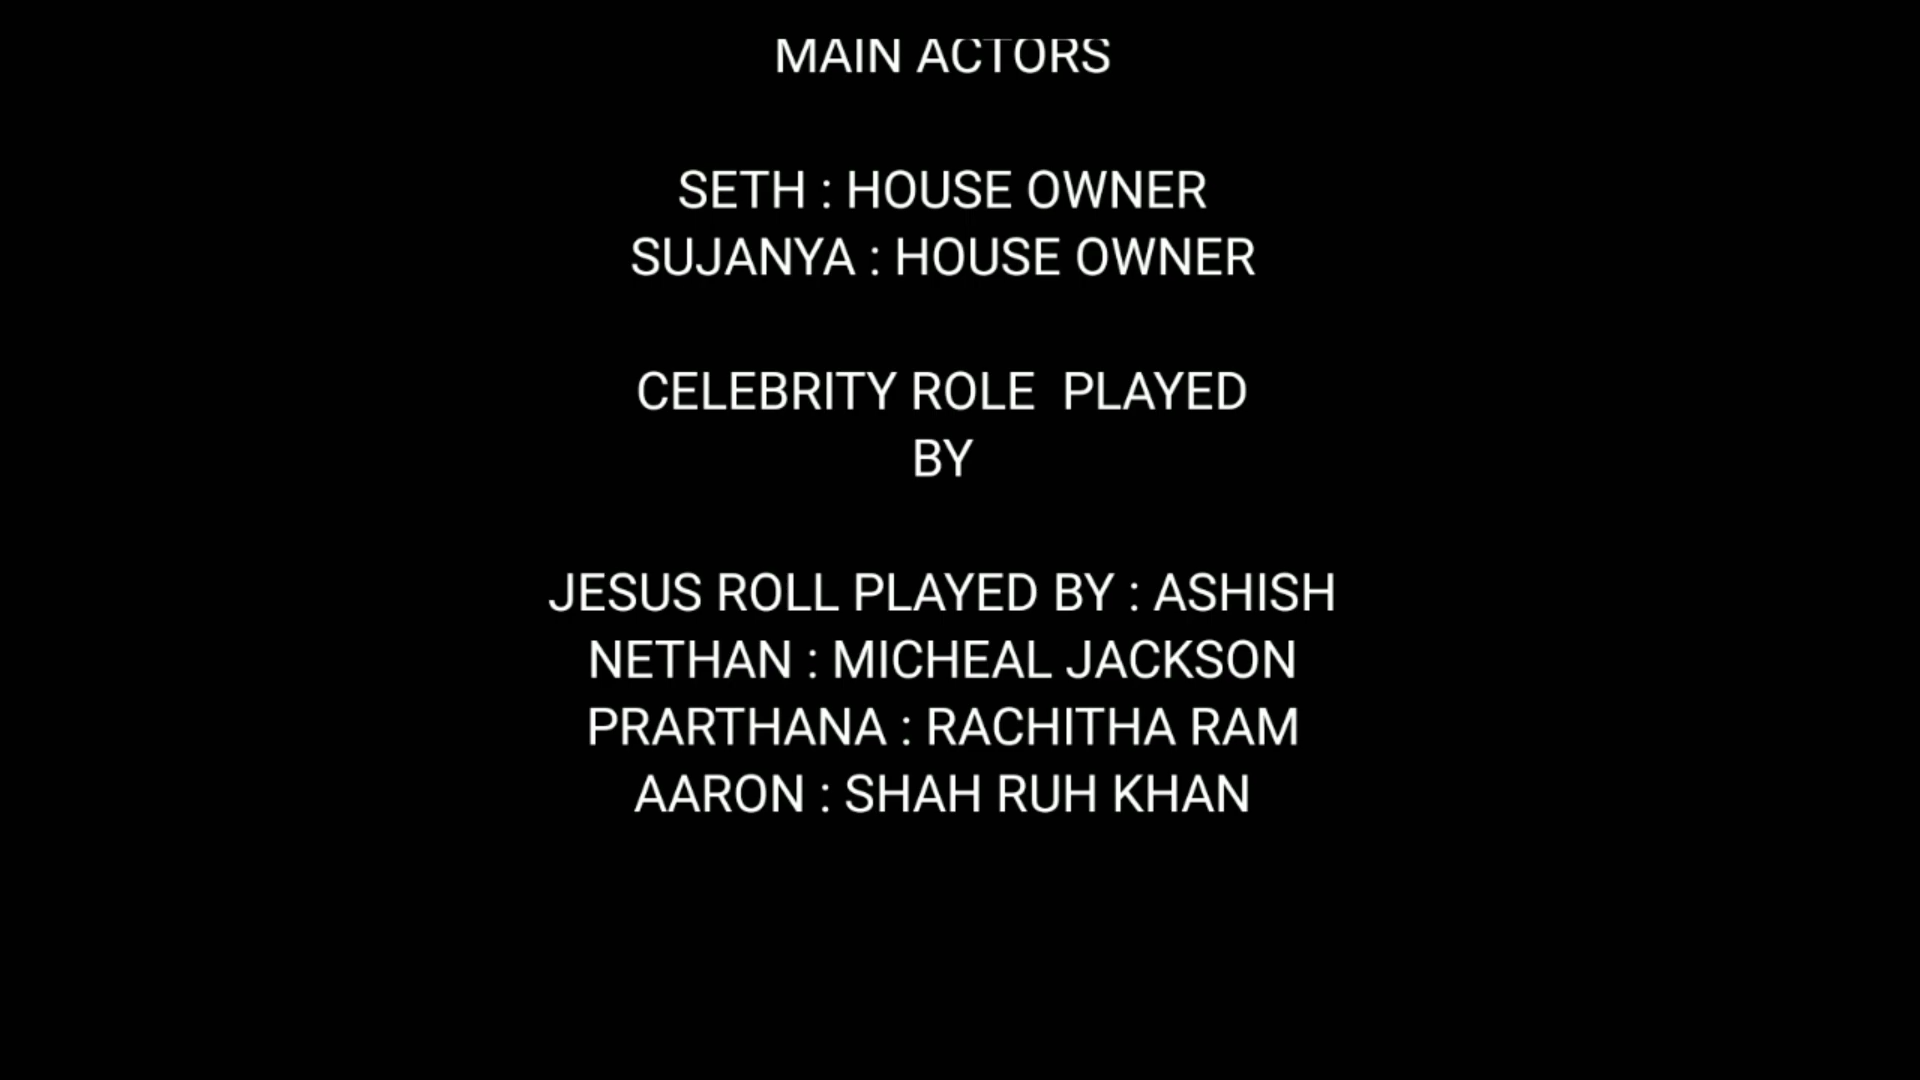 MAIN ACTORS
SETH : HOUSE OWNER
SUJANYA : HOUSE OWNER
CELEBRITY ROLE  PLAYED
BY
JESUS ROLL PLAYED BY : ASHISH
NETHAN : MICHEAL JACKSON
PRARTHANA : RACHITHA RAM
AARON : SHAH RUH KHAN